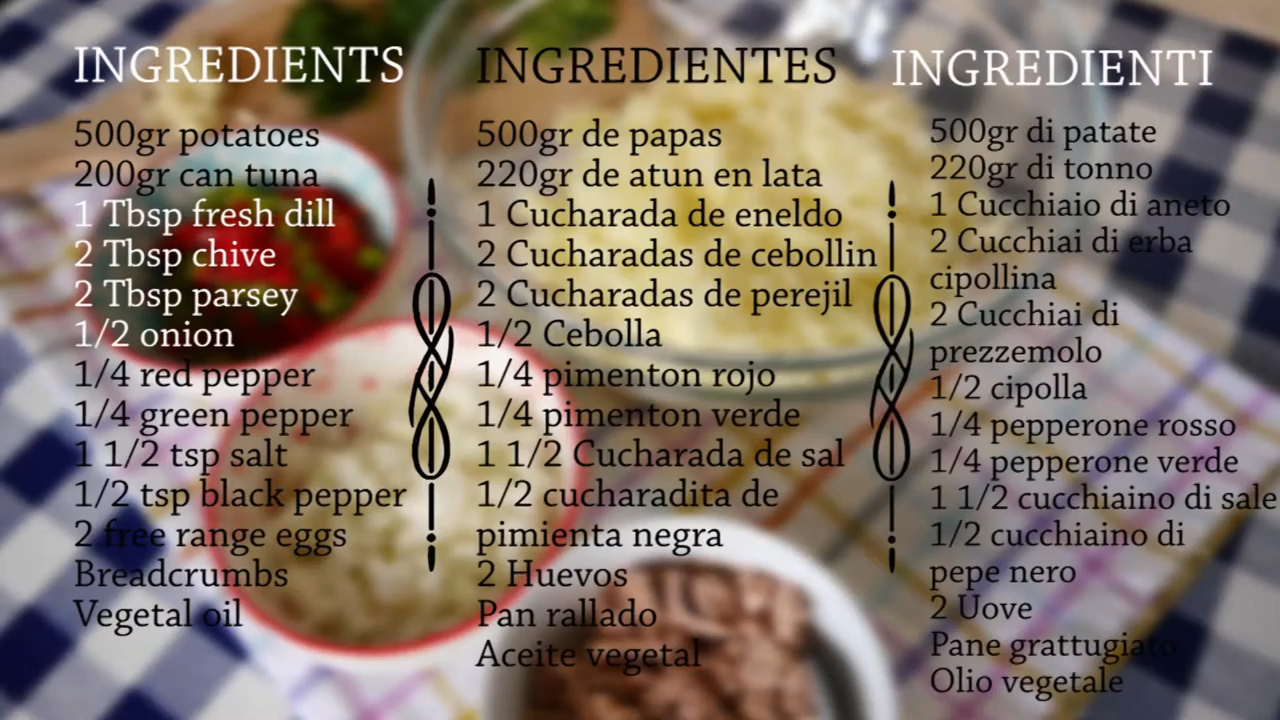 INGREDIENTS
500gr potatoes
200gr can tuna
1 Tbsp fresh dill
2 Tbsp chive
2 Tbsp parsey
1/2 onion
1/4 red pepper
1/4 green pepper
1 1/2 tsp salt
1/2 tsp black pepper
2 free range eggs
Breadcrumbs
Vegetal oil
INGREDIENTES
500gr de papas
220gr de atun en lata
1 Cucharada de eneldo
2 Cucharadas de cebollin
2 Cucharadas de perejil
1/2 Cebolla
1/4 pimenton rojo
1/4 pimenton verde
1 1/2 Cucharada de sal
1/2 cucharadita de
pimienta negra
2 Huevos
Pan rallado
Aceite vegetal
INGREDIENTI
500gr di patate
220gr di tonno
1 Cucchiaio di aneto
2 Cucchiai di erba
cipollina
2 Cucchiai di
prezzemolo
1/2 cipolla
1/4 pepperone rosso
1/4 pepperone verde
1 1/2 cucchiaino di sale
1/2 cucchiaino di
pepe nero
2 Uove
Pane grattugiato
Olio vegetale